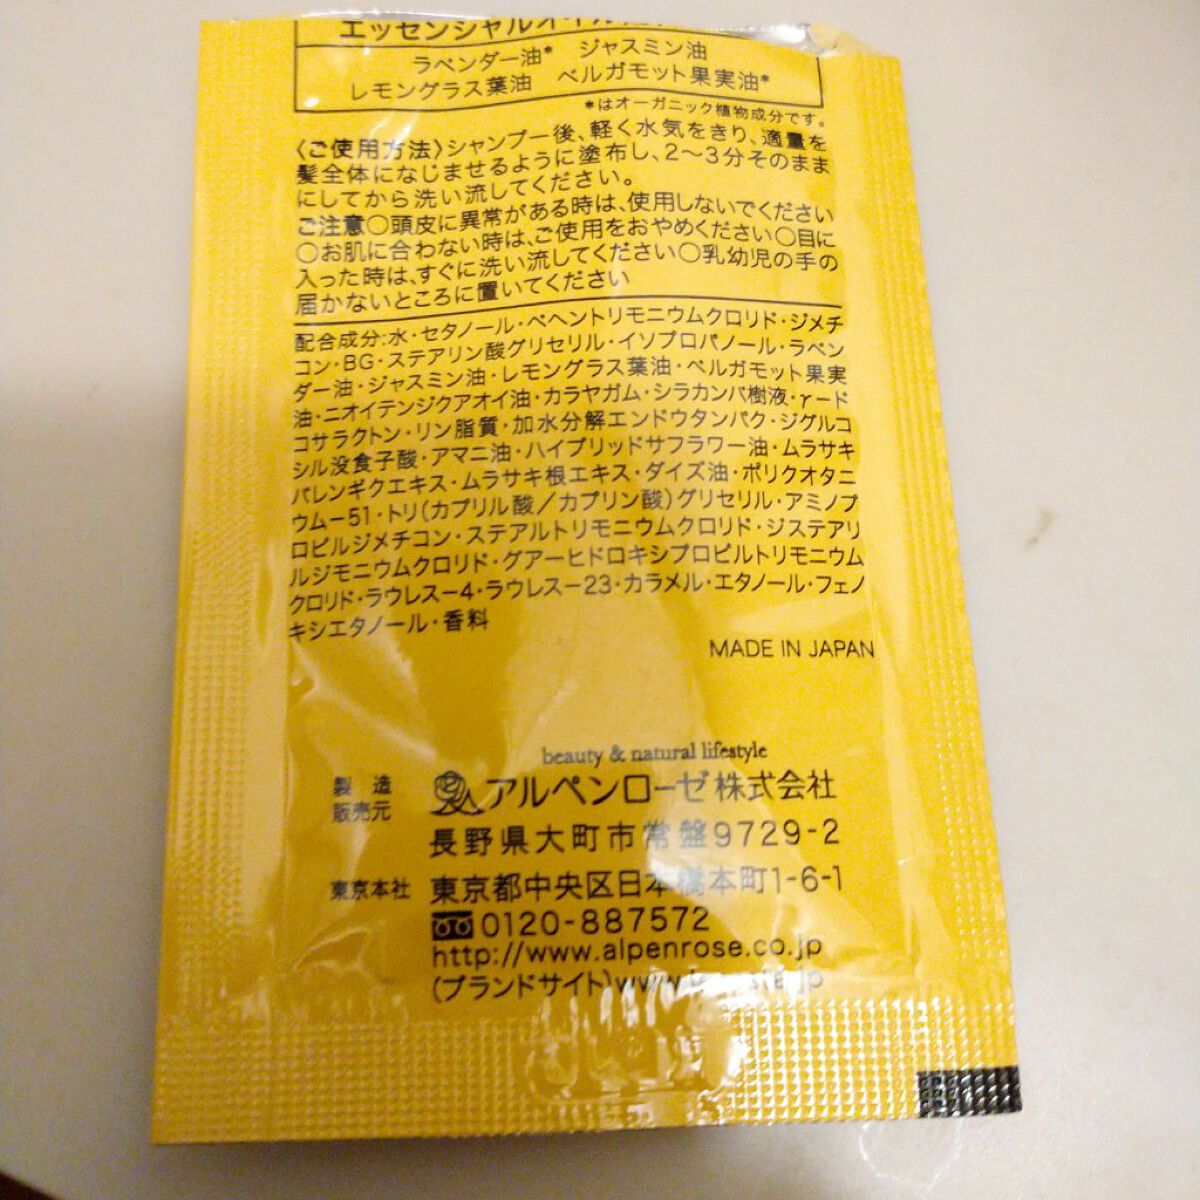 エッセンシャルオイル
ラベンダー油* ジャスミン油
レモングラス葉油 ベルガモット果実油*
*はオーガニック植物成分です。
〈ご使用方法〉シャンプー後、軽く水気をきり、適量を
髪全体になじませるように塗布し、2〜3分そのまま
にしてから洗い流してください。
ご注意○頭皮に異常がある時は、使用しないでください
○お肌に合わない時は、ご使用をおやめください○目に
入った時は、すぐに洗い流してください○乳幼児の手の
届かないところに置いてください
配合成分:水・セタノール・ベヘントリモニウムクロリド・ジメチ
コン・BG・ステアリン酸グリセリル・イソプロパノール・ラベン
ダー油・ジャスミン油・レモングラス葉油・ベルガモット果実
油・ニオイテンジクアオイ油・カラヤガム・シラカンバ樹液・γード
コサラクトン・リン脂質・加水分解エンドウタンパク・ジグルコ
シル没食子酸・アマニ油・ハイブリッドサフラワー油・ムラサキ
バレンギクエキス・ムラサキ根エキス・ダイズ油・ポリクオタニ
ウムー51・トリ(カプリル酸/カプリン酸)グリセリル・アミノプ
ロピルジメチコン・ステアルトリモニウムクロリド・ジステアリ
ルジモニウムクロリド・グアーヒドロキシプロピルトリモニウム
クロリド・ラウレスー4・ラウレスー23・カラメル・エタノール・フェノ
キシエタノール・香料
MADE IN JAPAN
beauty & natural lifestyle
製造 アルペンローゼ株式会社
販売元
長野県大町市常盤9729-2
東京本社 東京都中央区日本橋本町1-6-1
0120-887572
http://www.alpenrose.co.jp
(ブランドサイト)